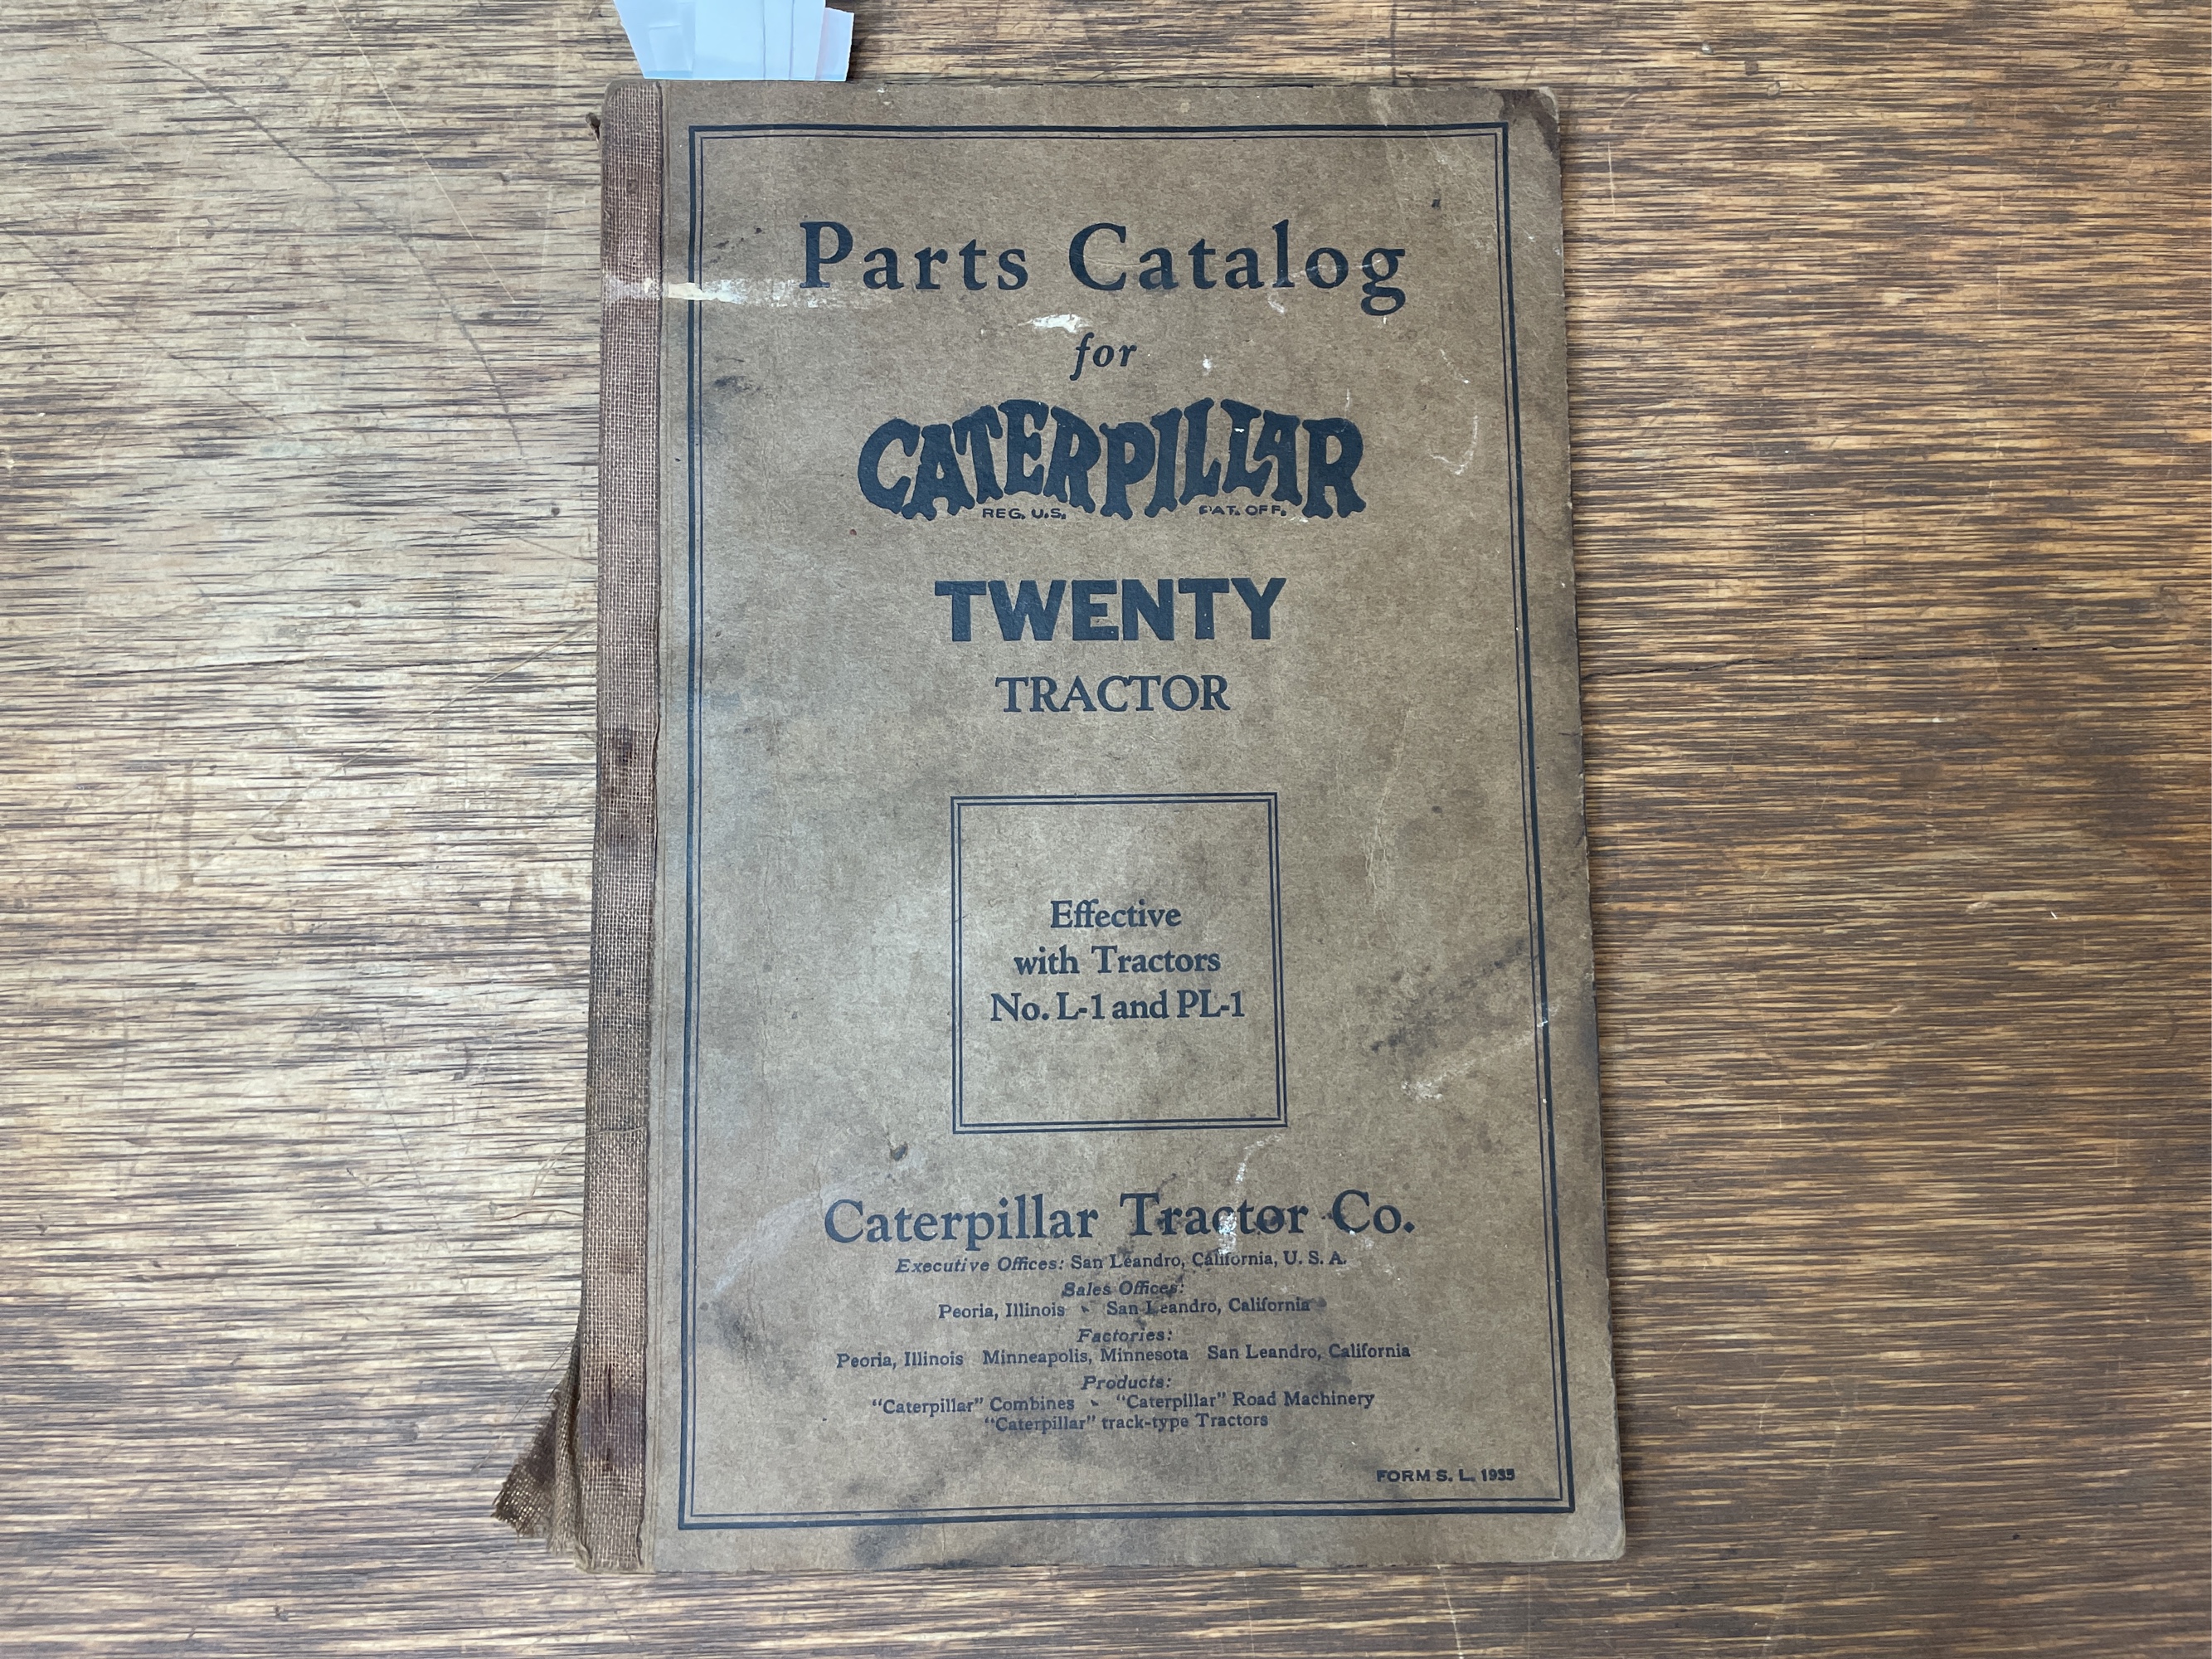 Parts Catalog
for
CATERPILLAR
REG. U.S. PAT. OFF.
TWENTY
TRACTOR
Effective
with Tractors
No. L-1 and PL-1
Caterpillar Tractor Co.
Executive Offices: San Leandro, California, U. S. A.
Sales Offices:
Peoria, Illinois - San Leandro, California
Factories:
Peoria, Illinois Minneapolis, Minnesota San Leandro, California
Products:
"Caterpillar" Combines - "Caterpillar" Road Machinery
"Caterpillar" track-type Tractors
FORM S. L. 1935